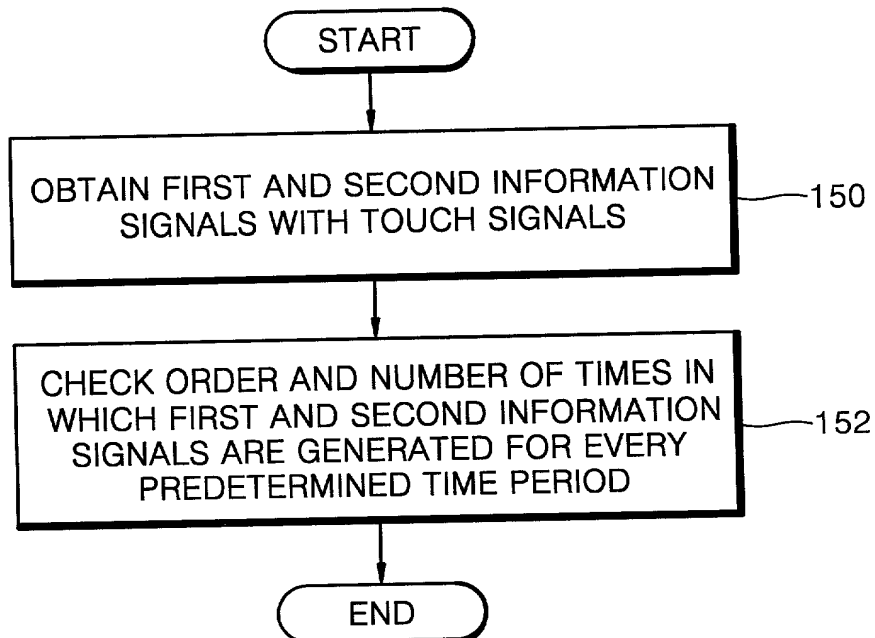 START
OBTAIN FIRST AND SECOND INFORMATION
SIGNALS WITH TOUCH SIGNALS
150
CHECK ORDER AND NUMBER OF TIMES IN
WHICH FIRST AND SECOND INFORMATION
SIGNALS ARE GENERATED FOR EVERY
PREDETERMINED TIME PERIOD
152
END